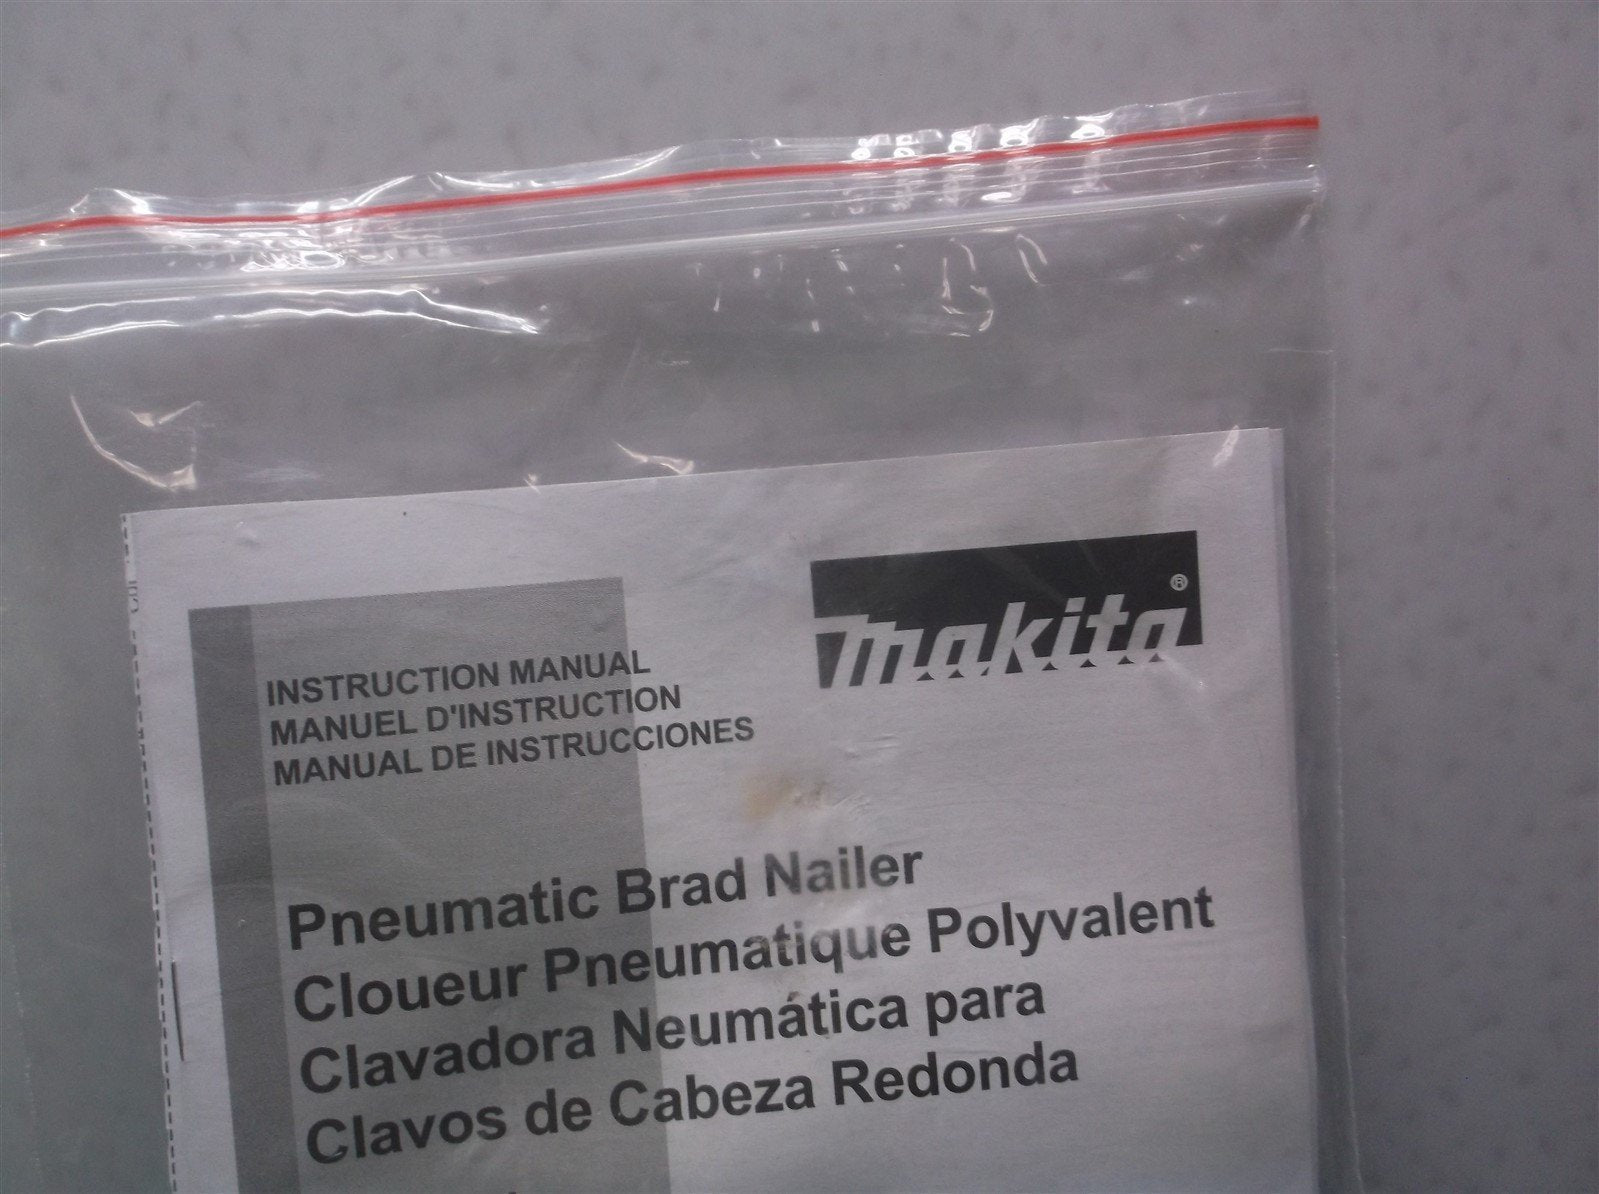 makita®
INSTRUCTION MANUAL
MANUEL D'INSTRUCTION
MANUAL DE INSTRUCCIONES
Pneumatic Brad Nailer
Cloueur Pneumatique Polyvalent
Clavadora Neumática para
Clavos de Cabeza Redonda